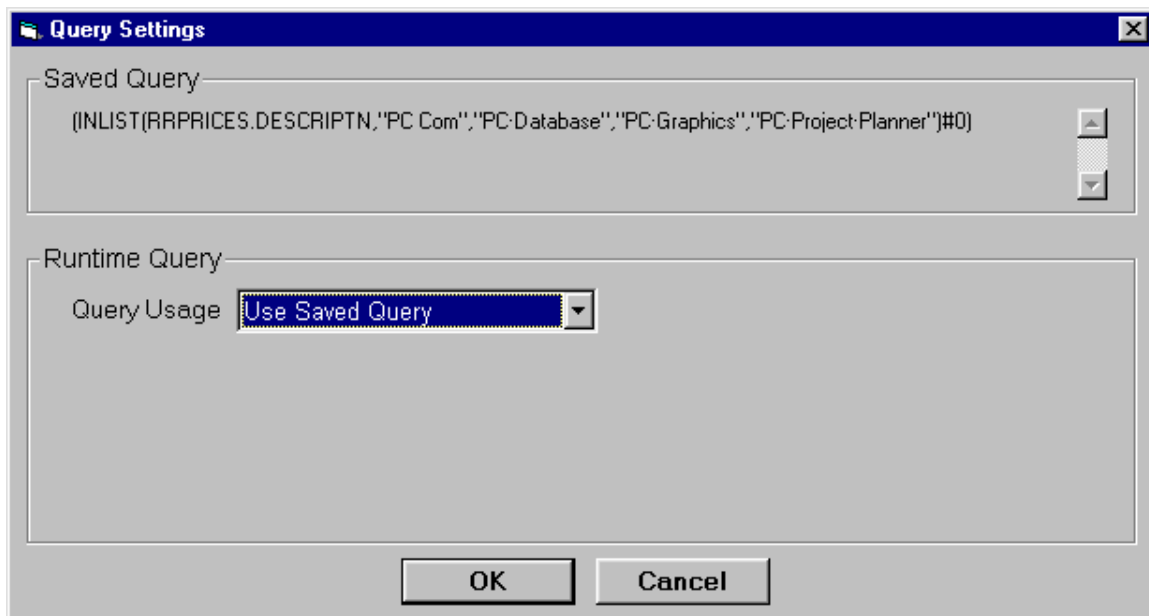 Query Settings
Saved Query
(INLIST(RRPRICES.DESCRIPTN,"PC Com","PC·Database","PC·Graphics","PC·Project·Planner")#0)
Runtime Query
Query Usage Use Saved Query
OK Cancel